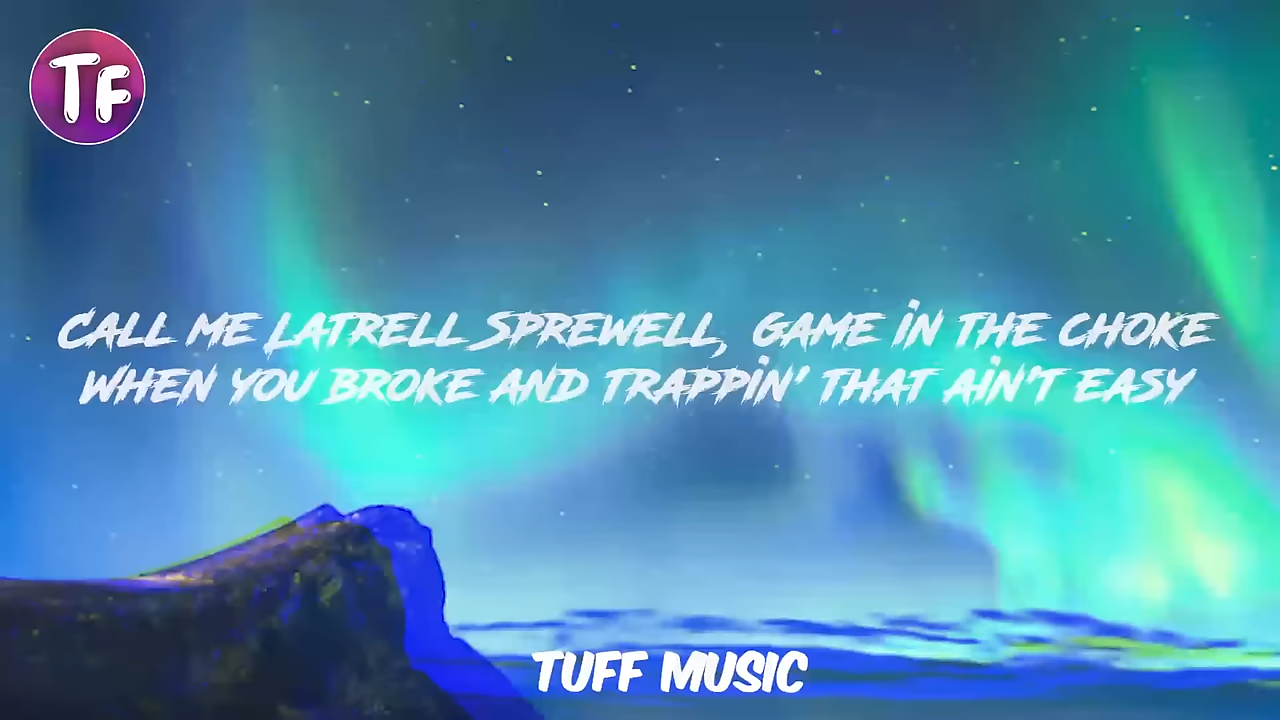 TF
CALL ME LATRELL SPREWELL, GAME IN THE CHOKE
WHEN YOU BROKE AND TRAPPIN' THAT AIN'T EASY
TUFF MUSIC